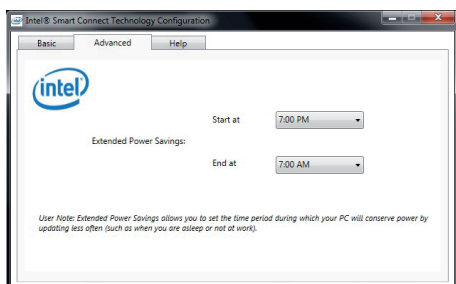 Intel® Smart Connect Technology Configuration
Basic Advanced Help
intel
Start at 7:00 PM
Extended Power Savings:
End at 7:00 AM
User Note: Extended Power Savings allows you to set the time period during which your PC will conserve power by
updating less often (such as when you are asleep or not at work).